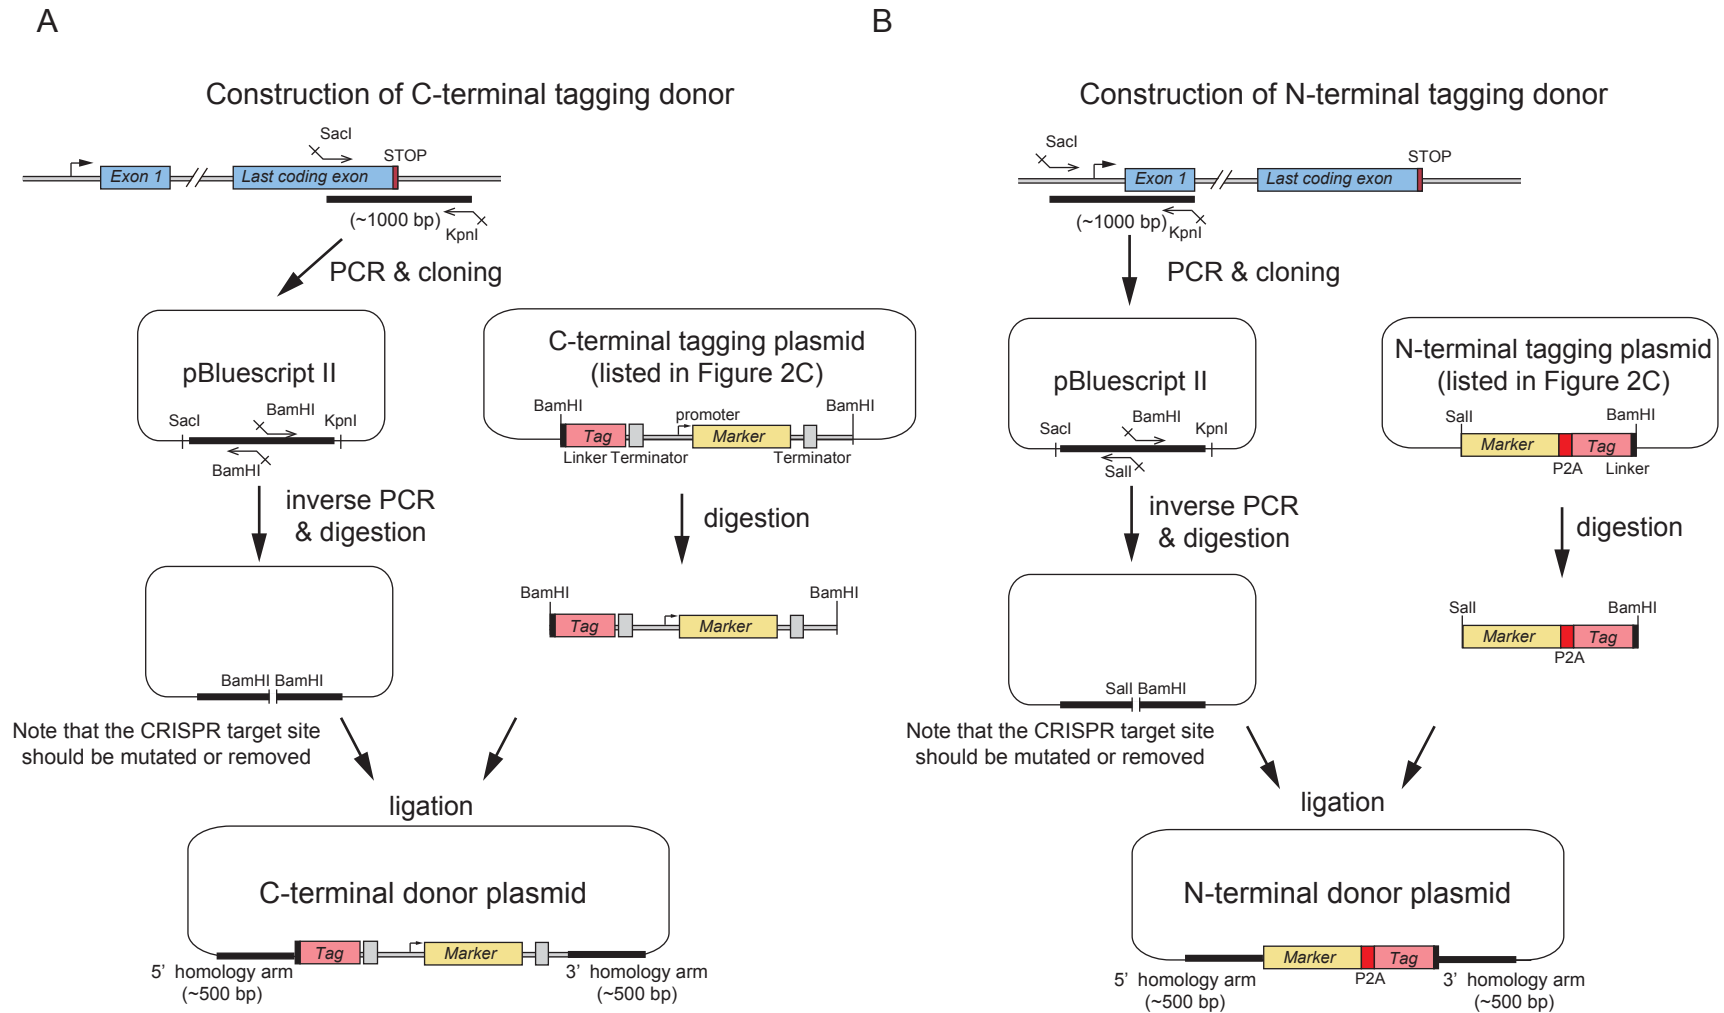 A
Construction of C-terminal tagging donor
SacI
STOP
Exon 1
Last coding exon
(~1000 bp)
KpnI
PCR & cloning
pBluescript II
SacI
BamHI
KpnI
BamHI
C-terminal tagging plasmid
(listed in Figure 2C)
BamHI
promoter
BamHI
Tag
Marker
Linker Terminator
Terminator
inverse PCR
& digestion
digestion
BamHI
BamHI
Tag
Marker
BamHI BamHI
Note that the CRISPR target site
should be mutated or removed
ligation
C-terminal donor plasmid
Tag
Marker
5’ homology arm
(~500 bp)
3’ homology arm
(~500 bp)
B
Construction of N-terminal tagging donor
SacI
STOP
Exon 1
Last coding exon
(~1000 bp)
KpnI
PCR & cloning
pBluescript II
SacI
BamHI
KpnI
SalI
N-terminal tagging plasmid
(listed in Figure 2C)
SalI
BamHI
Marker
Tag
P2A
Linker
inverse PCR
& digestion
digestion
SalI
BamHI
Marker
Tag
P2A
SalI BamHI
Note that the CRISPR target site
should be mutated or removed
ligation
N-terminal donor plasmid
Marker
Tag
P2A
5’ homology arm
(~500 bp)
3’ homology arm
(~500 bp)